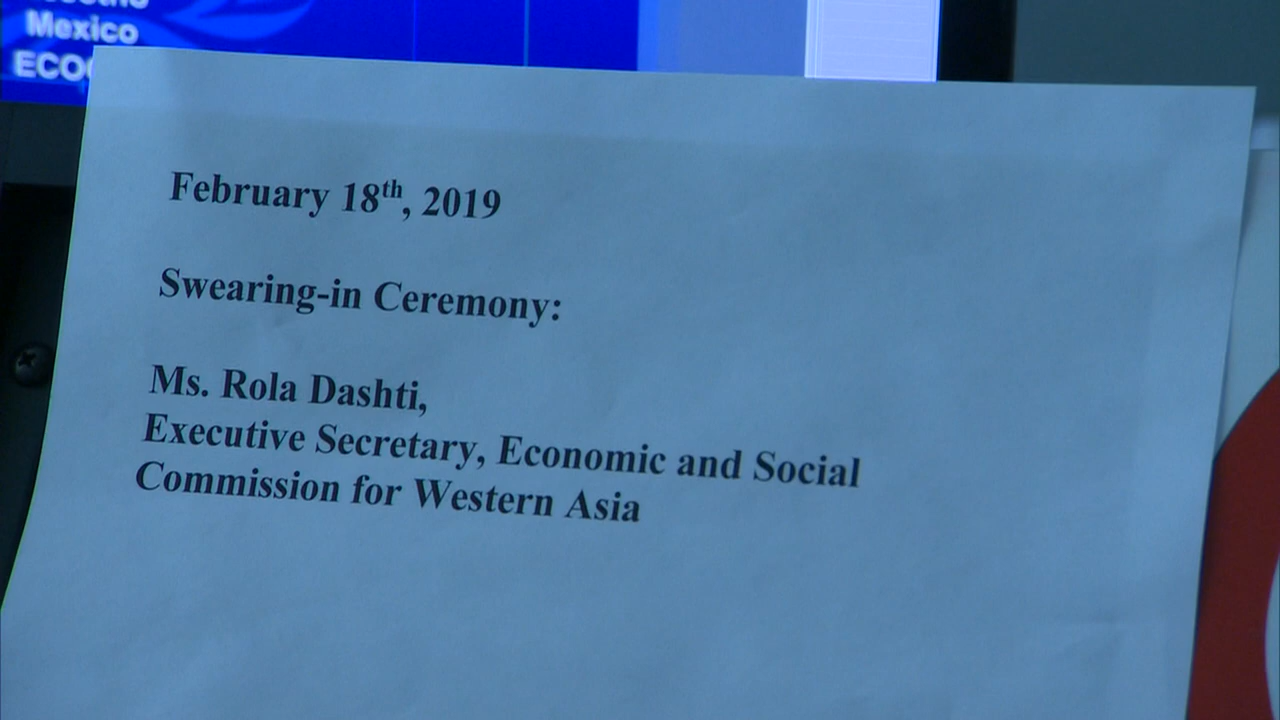 Mexico
February 18th, 2019
Swearing-in Ceremony:
Ms. Rola Dashti,
Executive Secretary, Economic and Social
Commission for Western Asia